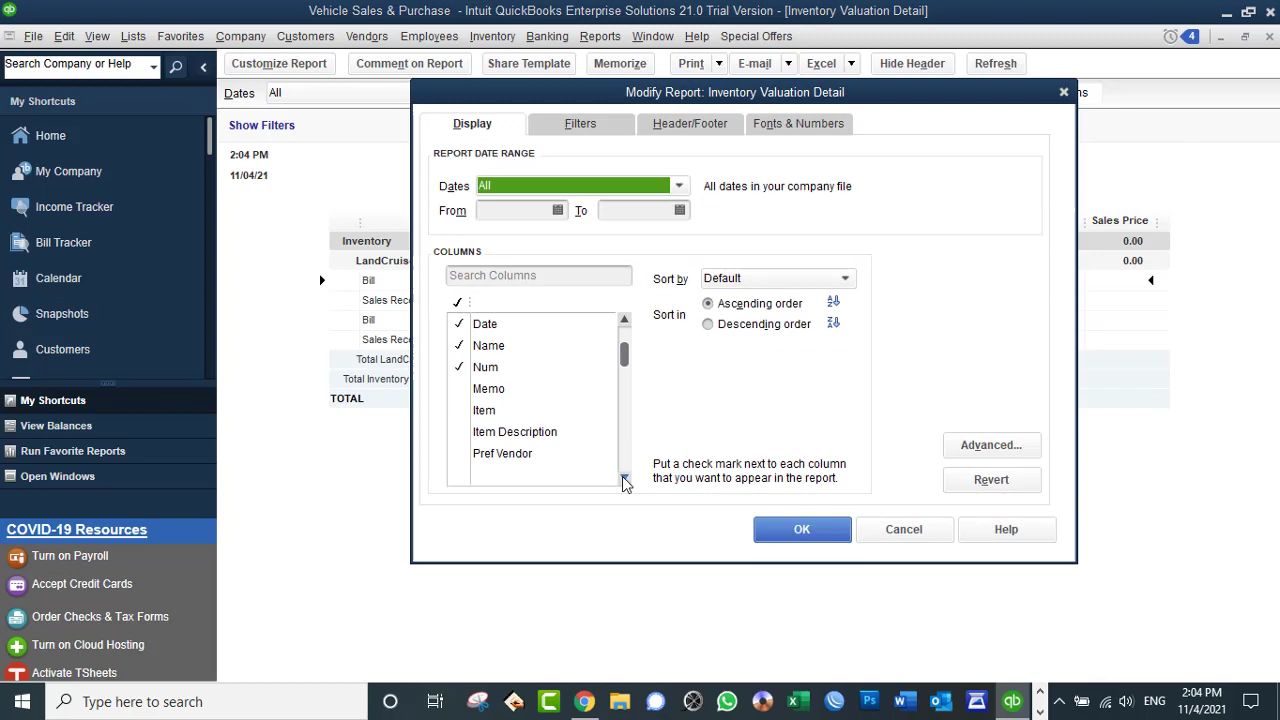 Vehicle Sales & Purchase - Intuit QuickBooks Enterprise Solutions 21.0 Trial Version - [Inventory Valuation Detail]
File Edit View Lists Favorites Company Customers Vendors Employees Inventory Banking Reports Window Help Special Offers 4
Search Company or Help
Customize Report Comment on Report Share Template Memorize Print E-mail Excel Hide Header Refresh
My Shortcuts
Home
My Company
Income Tracker
Bill Tracker
Calendar
Snapshots
Customers
My Shortcuts
View Balances
Run Favorite Reports
Open Windows
COVID-19 Resources
Turn on Payroll
Accept Credit Cards
Order Checks & Tax Forms
Turn on Cloud Hosting
Activate TSheets
Dates All
Show Filters
2:04 PM
11/04/21
Sales Price
Inventory 0.00
LandCruis 0.00
Bill
Sales Rece
Bill
Sales Rece
Total LandC
Total Inventory
TOTAL
Modify Report: Inventory Valuation Detail
Display Filters Header/Footer Fonts & Numbers
REPORT DATE RANGE
Dates All All dates in your company file
From To
COLUMNS
Search Columns
Date
Name
Num
Memo
Item
Item Description
Pref Vendor
Sort by Default
Sort in Ascending order
Descending order
Put a check mark next to each column
that you want to appear in the report.
Advanced...
Revert
OK Cancel Help
Type here to search
ENG
2:04 PM
11/4/2021